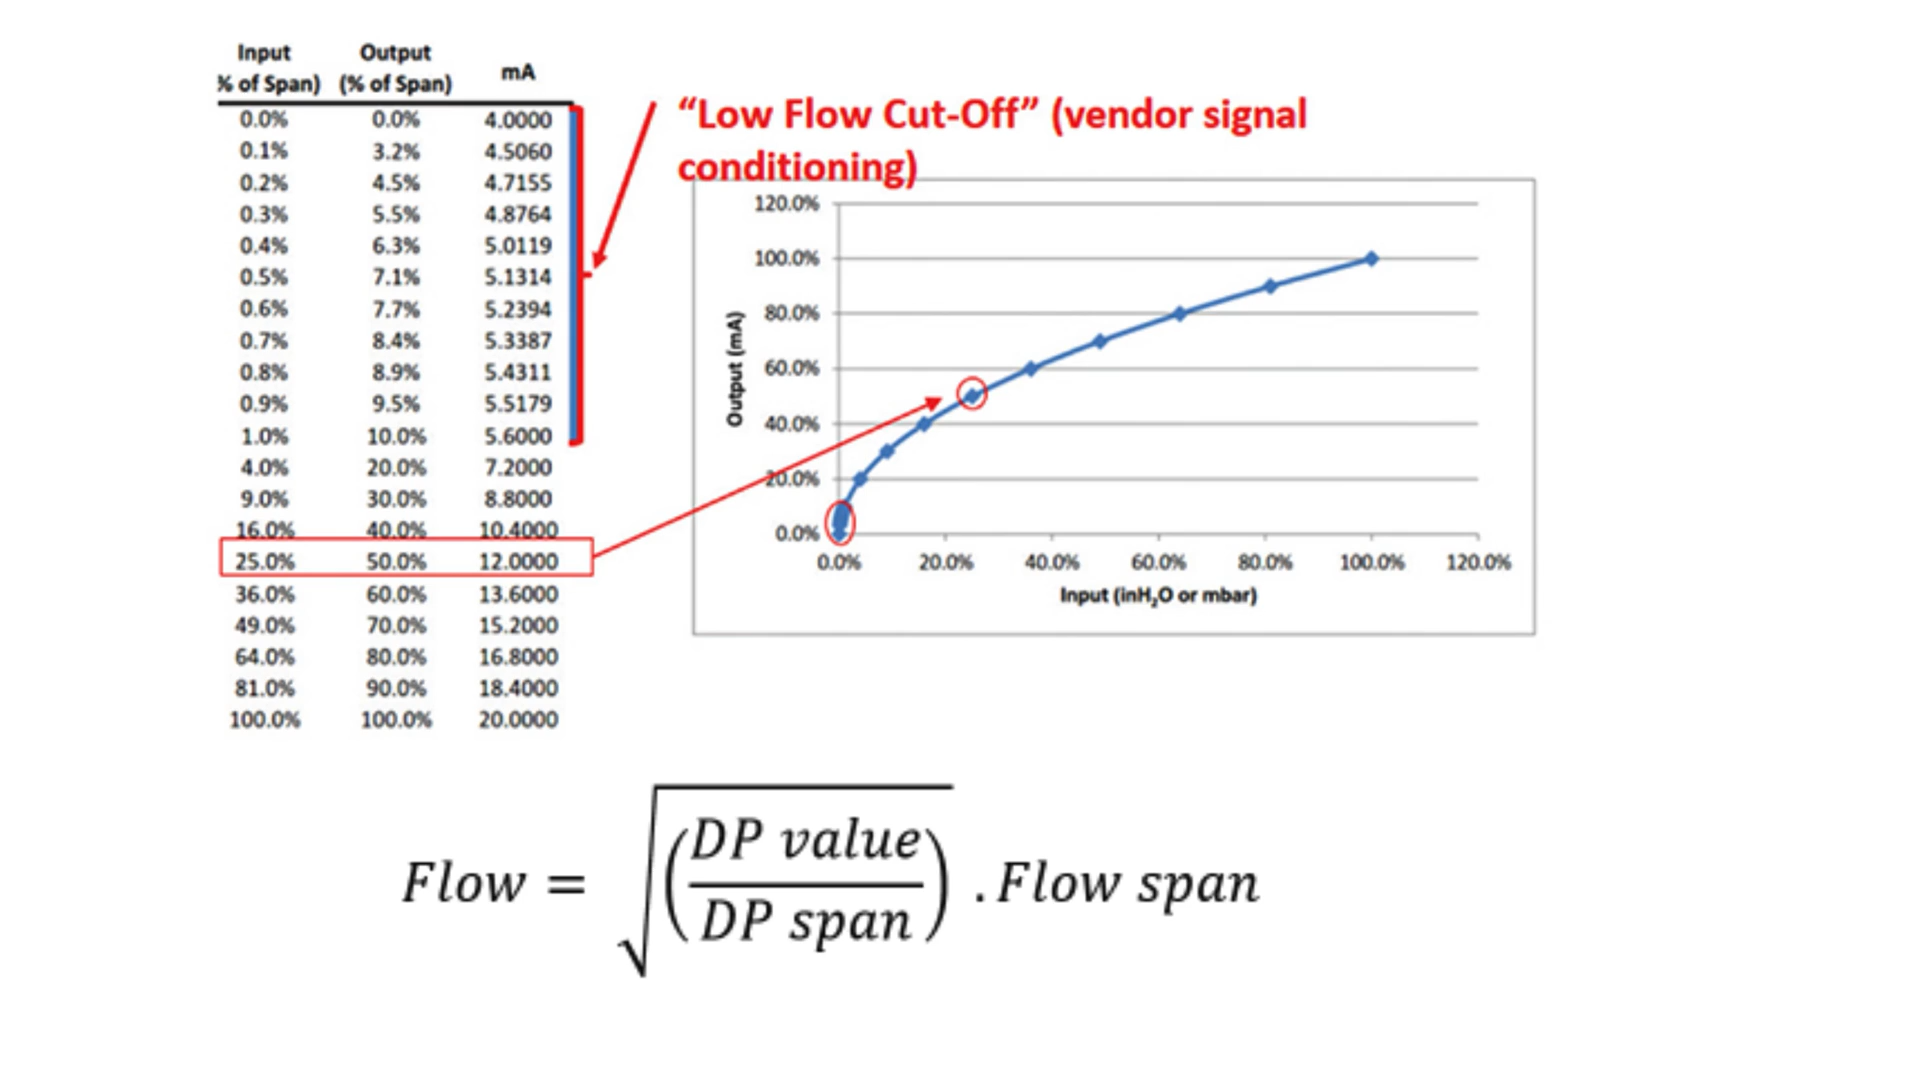 Input Output mA
% of Span) (% of Span)
0.0% 0.0% 4.0000
0.1% 3.2% 4.5060
0.2% 4.5% 4.7155
0.3% 5.5% 4.8764
0.4% 6.3% 5.0119
0.5% 7.1% 5.1314
0.6% 7.7% 5.2394
0.7% 8.4% 5.3387
0.8% 8.9% 5.4311
0.9% 9.5% 5.5179
1.0% 10.0% 5.6000
4.0% 20.0% 7.2000
9.0% 30.0% 8.8000
16.0% 40.0% 10.4000
25.0% 50.0% 12.0000
36.0% 60.0% 13.6000
49.0% 70.0% 15.2000
64.0% 80.0% 16.8000
81.0% 90.0% 18.4000
100.0% 100.0% 20.0000
“Low Flow Cut-Off” (vendor signal
conditioning)
120.0%
100.0%
80.0%
60.0%
40.0%
20.0%
0.0%
Output (mA)
0.0% 20.0% 40.0% 60.0% 80.0% 100.0% 120.0%
Input (inH₂O or mbar)
Flow = √(DP value / DP span) . Flow span